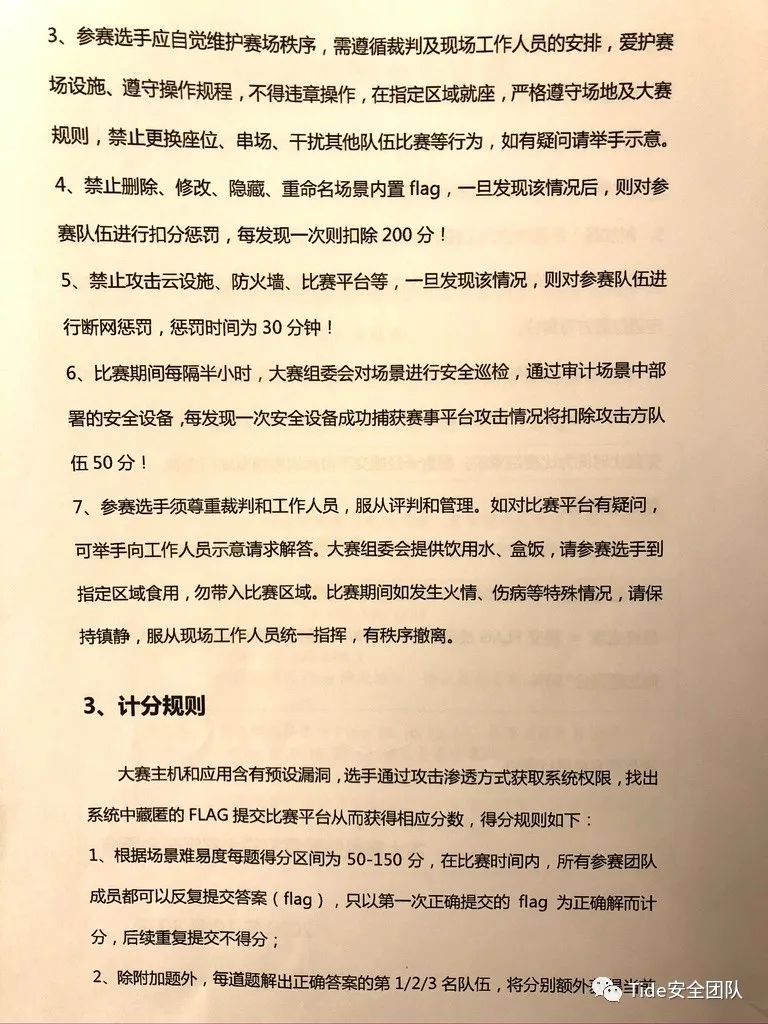 3、参赛选手应自觉维护赛场秩序，需遵循裁判及现场工作人员的安排，爱护赛
场设施、遵守操作规程，不得违章操作，在指定区域就座，严格遵守场地及大赛
规则，禁止更换座位、串场、干扰其他队伍比赛等行为，如有疑问请举手示意。
4、禁止删除、修改、隐藏、重命名场景内置 flag，一旦发现该情况后，则对参
赛队伍进行扣分惩罚，每发现一次则扣除 200 分！
5、禁止攻击云设施、防火墙、比赛平台等，一旦发现该情况，则对参赛队伍进
行断网惩罚，惩罚时间为 30 分钟！
6、比赛期间每隔半小时，大赛组委会对场景进行安全巡检，通过审计场景中部
署的安全设备，每发现一次安全设备成功捕获赛事平台攻击情况将扣除攻击方队
伍 50 分！
7、参赛选手须尊重裁判和工作人员，服从评判和管理。如对比赛平台有疑问，
可举手向工作人员示意请求解答。大赛组委会提供饮用水、盒饭，请参赛选手到
指定区域食用，勿带入比赛区域。比赛期间如发生火情、伤病等特殊情况，请保
持镇静，服从现场工作人员统一指挥，有秩序撤离。
3、计分规则
大赛主机和应用含有预设漏洞，选手通过攻击渗透方式获取系统权限，找出
系统中藏匿的 FLAG 提交比赛平台从而获得相应分数，得分规则如下：
1、根据场景难易度每题得分区间为 50-150 分，在比赛时间内，所有参赛团队
成员都可以反复提交答案（flag），只以第一次正确提交的 flag 为正确解而计
分，后续重复提交不得分；
2、除附加题外，每道题解出正确答案的第 1/2/3 名队伍，将分别额外
Tide安全团队